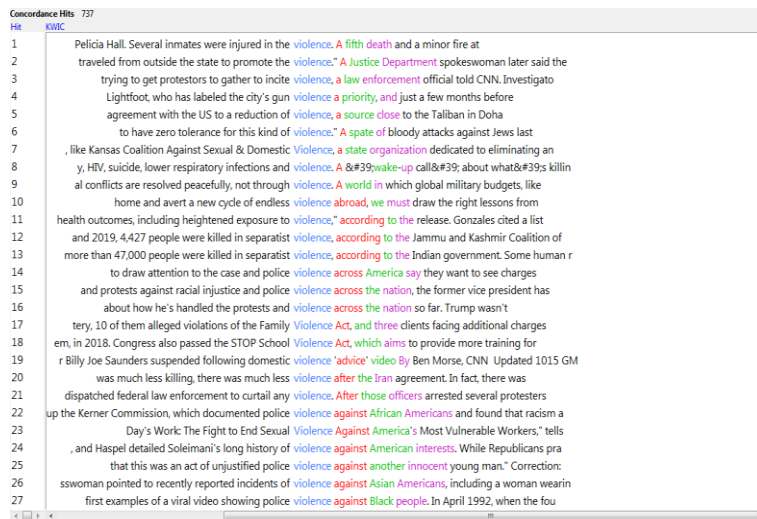 Concordance Hits 737
Hit KWIC
1 Pelicia Hall. Several inmates were injured in the violence. A fifth death and a minor fire at
2 traveled from outside the state to promote the violence." A Justice Department spokeswoman later said the
3 trying to get protestors to gather to incite violence, a law enforcement official told CNN. Investigato
4 Lightfoot, who has labeled the city's gun violence a priority, and just a few months before
5 agreement with the US to a reduction of violence, a source close to the Taliban in Doha
6 to have zero tolerance for this kind of violence." A spate of bloody attacks against Jews last
7 , like Kansas Coalition Against Sexual & Domestic Violence, a state organization dedicated to eliminating an
8 y, HIV, suicide, lower respiratory infections and violence. A &#39;wake-up call&#39; about what&#39;s killin
9 al conflicts are resolved peacefully, not through violence. A world in which global military budgets, like
10 home and avert a new cycle of endless violence abroad, we must draw the right lessons from
11 health outcomes, including heightened exposure to violence," according to the release. Gonzales cited a list
12 and 2019, 4,427 people were killed in separatist violence, according to the Jammu and Kashmir Coalition of
13 more than 47,000 people were killed in separatist violence, according to the Indian government. Some human r
14 to draw attention to the case and police violence across America say they want to see charges
15 and protests against racial injustice and police violence across the nation, the former vice president has
16 about how he's handled the protests and violence across the nation so far. Trump wasn't
17 tery, 10 of them alleged violations of the Family Violence Act, and three clients facing additional charges
18 em, in 2018. Congress also passed the STOP School Violence Act, which aims to provide more training for
19 r Billy Joe Saunders suspended following domestic violence 'advice' video By Ben Morse, CNN Updated 1015 GM
20 was much less killing, there was much less violence after the Iran agreement. In fact, there was
21 dispatched federal law enforcement to curtail any violence. After those officers arrested several protesters
22 up the Kerner Commission, which documented police violence against African Americans and found that racism a
23 Day's Work: The Fight to End Sexual Violence Against America's Most Vulnerable Workers," tells
24 , and Haspel detailed Soleimani's long history of violence against American interests. While Republicans pra
25 that this was an act of unjustified police violence against another innocent young man." Correction:
26 sswoman pointed to recently reported incidents of violence against Asian Americans, including a woman wearin
27 first examples of a viral video showing police violence against Black people. In April 1992, when the fou